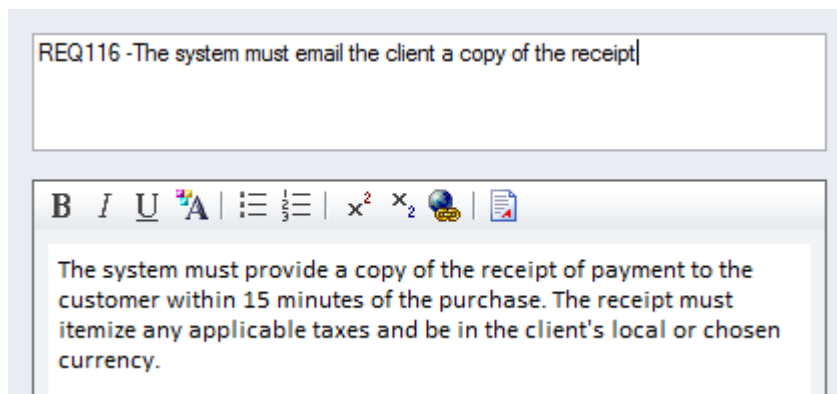 REQ116 -The system must email the client a copy of the receipt
B I U A x² x₂
The system must provide a copy of the receipt of payment to the
customer within 15 minutes of the purchase. The receipt must
itemize any applicable taxes and be in the client's local or chosen
currency.